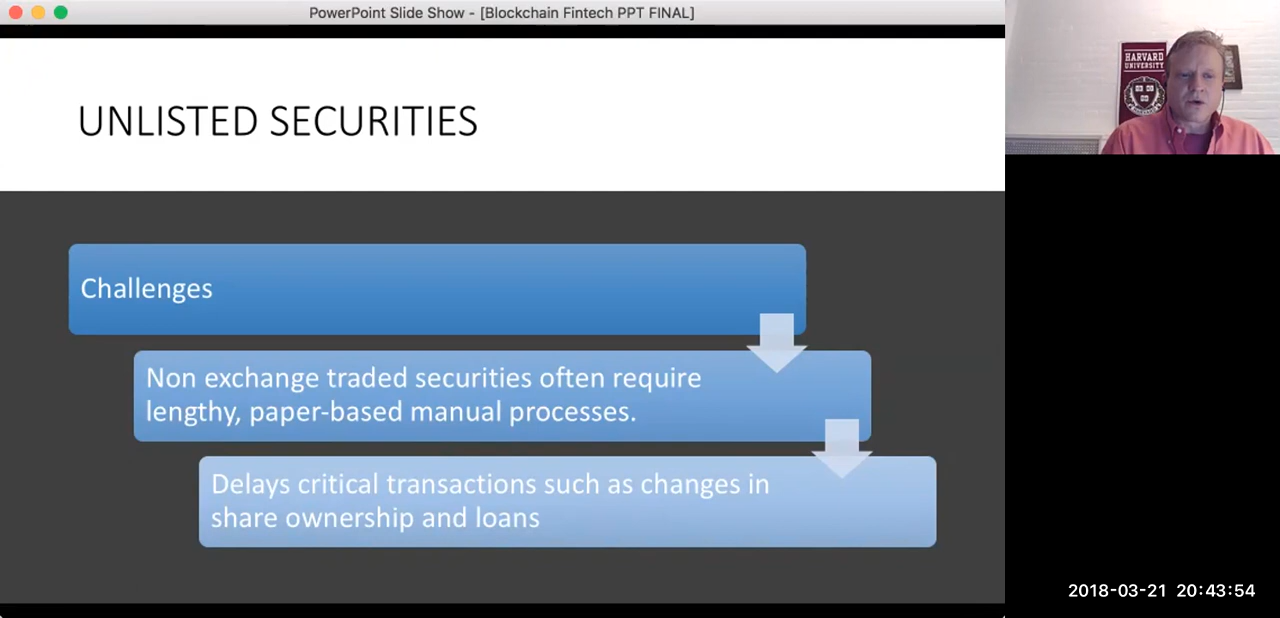 PowerPoint Slide Show - [Blockchain Fintech PPT FINAL]
UNLISTED SECURITIES
HARVARD
UNIVERSITY
Challenges
Non exchange traded securities often require
lengthy, paper-based manual processes.
Delays critical transactions such as changes in
share ownership and loans
2018-03-21 20:43:54